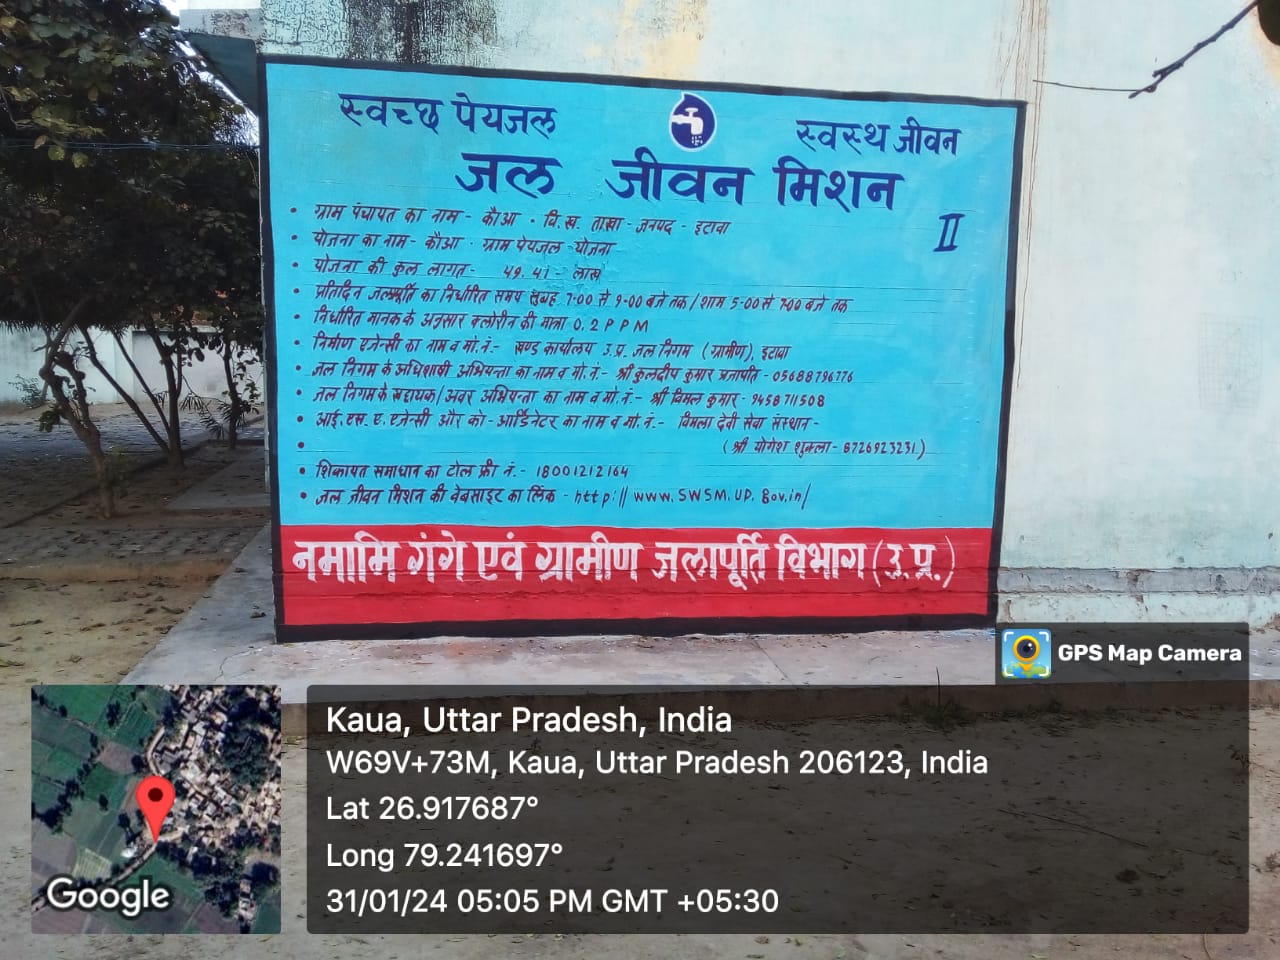 स्वच्छ पेयजल
स्वस्थ जीवन
जल जीवन मिशन
II
• ग्राम पंचायत का नाम - कौआ · वि.ख. ताखा - जनपद - इटावा
• योजना का नाम - कौआ · ग्राम पेयजल योजना
• योजना की कुल लागत - 49.41 - लाख
• प्रतिदिन जलापूर्ति का निर्धारित समय सुबह 7:00 से 9:00 बजे तक / शाम 5:00 से 7:00 बजे तक
• निर्धारित मानक के अनुसार क्लोरीन की मात्रा 0.2 PPM
• निर्माण एजेन्सी का नाम व मो.नं.- खण्ड कार्यालय उ.प्र. जल निगम (ग्रामीण), इटावा
• जल निगम के अधिशाषी अभियन्ता का नाम व मो.नं.- श्री कुलदीप कुमार प्रजापति - 05688796776
• जल निगम के सहायक/अवर अभियन्ता का नाम व मो.नं.- श्री विमल कुमार - 9458711508
• आई.एस.ए. एजेन्सी और को-आर्डिनेटर का नाम व मो.नं.- विमला देवी सेवा संस्थान -
• (श्री योगेश शुक्ला - 8726923231.)
• शिकायत समाधान का टोल फ्री नं.- 18001212164
• जल जीवन मिशन की वेबसाइट का लिंक - http://www.SWSM.UP.Gov.in/
नमामि गंगे एवं ग्रामीण जलापूर्ति विभाग (उ.प्र.)
GPS Map Camera
Kaua, Uttar Pradesh, India
W69V+73M, Kaua, Uttar Pradesh 206123, India
Lat 26.917687°
Long 79.241697°
31/01/24 05:05 PM GMT +05:30
Google